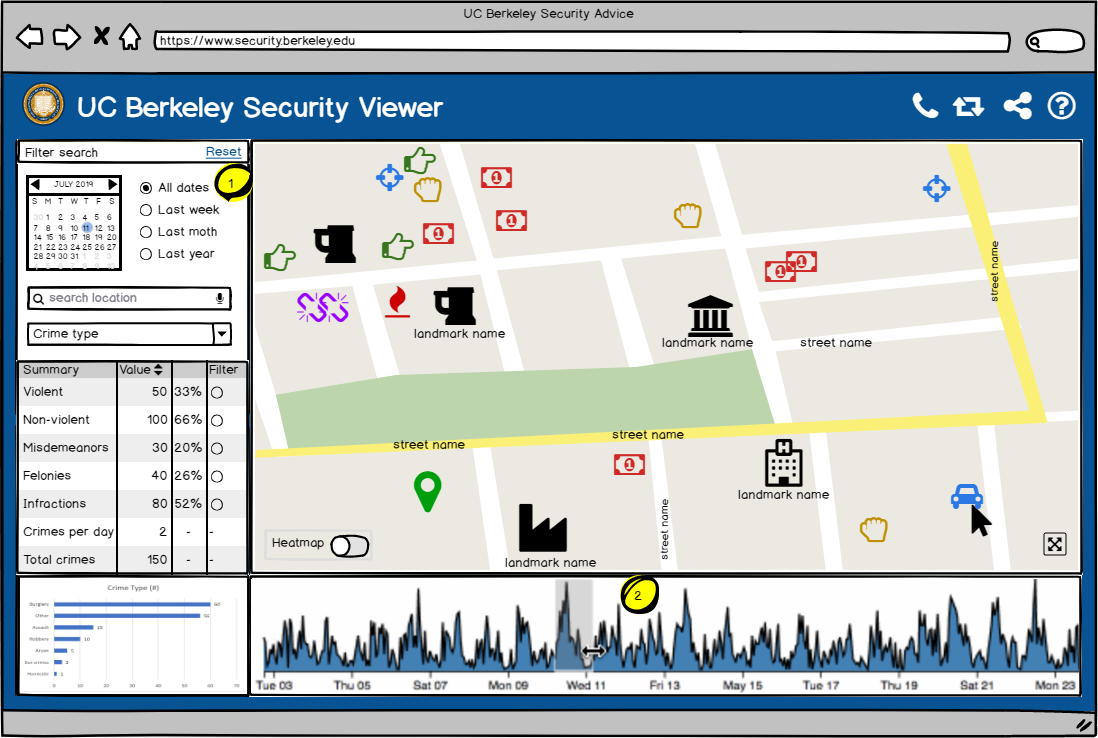 UC Berkeley Security Advice
https://www.security.berkeley.edu
UC Berkeley Security Viewer
Filter search Reset
1
JULY 2019
S M T W T F S
30 1 2 3 4 5 6
7 8 9 10 11 12 13
14 15 16 17 18 19 20
21 22 23 24 25 26 27
28 29 30 31 1 2 3
4 5 6 7 8 9 10
All dates
Last week
Last moth
Last year
search location
Crime type
Summary Value Filter
Violent 50 33%
Non-violent 100 66%
Misdemeanors 30 20%
Felonies 40 26%
Infractions 80 52%
Crimes per day 2 - -
Total crimes 150 - -
1
1
1
1
1
street name
landmark name
landmark name
street name
street name
street name
1
H
landmark name
street name
landmark name
Heatmap
Crime Type (#)
Burglary 60
Other 56
Assault 15
Robbery 10
Arson 5
2
Homicide 1
0 10 20 30 40 50 60 70
2
Tue 03 Thu 05 Sat 07 Mon 09 Wed 11 Fri 13 May 15 Tue 17 Thu 19 Sat 21 Mon 23